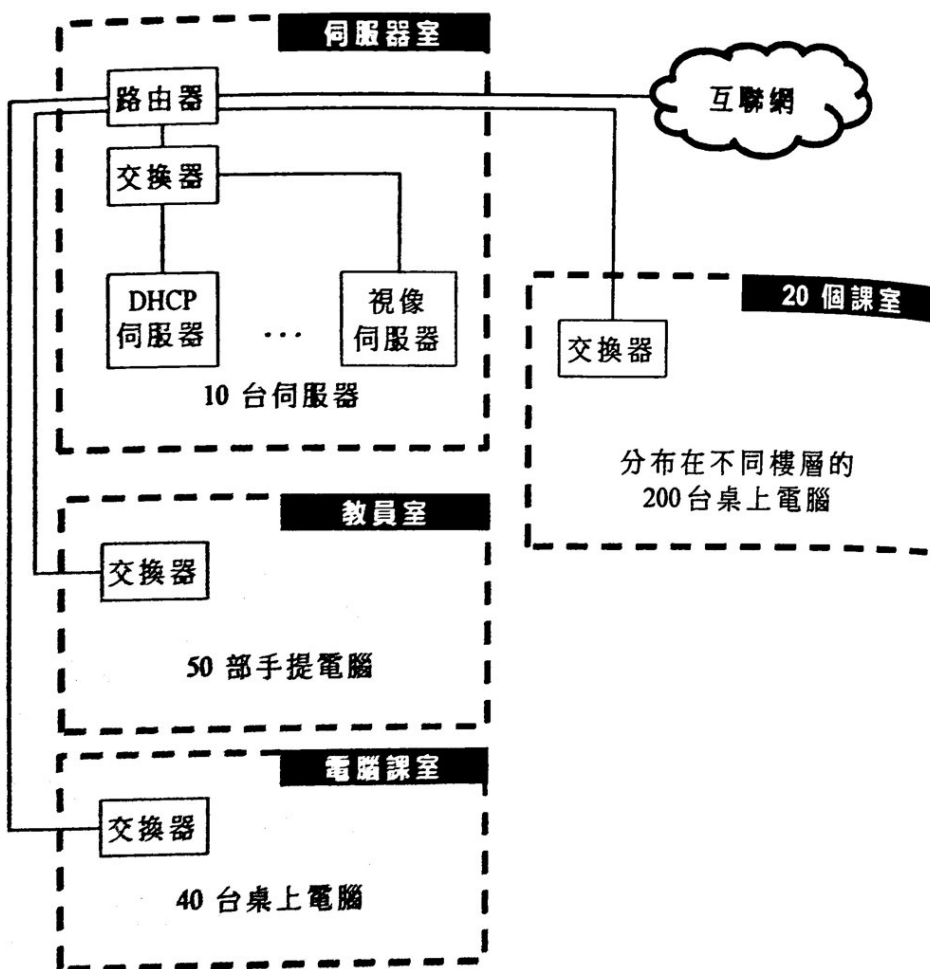 伺服器室
路由器
互聯網
交換器
DHCP
伺服器
...
視像
伺服器
10 台伺服器
20 個課室
交換器
分布在不同樓層的
200台桌上電腦
教員室
交換器
50 部手提電腦
電腦課室
交換器
40 台桌上電腦